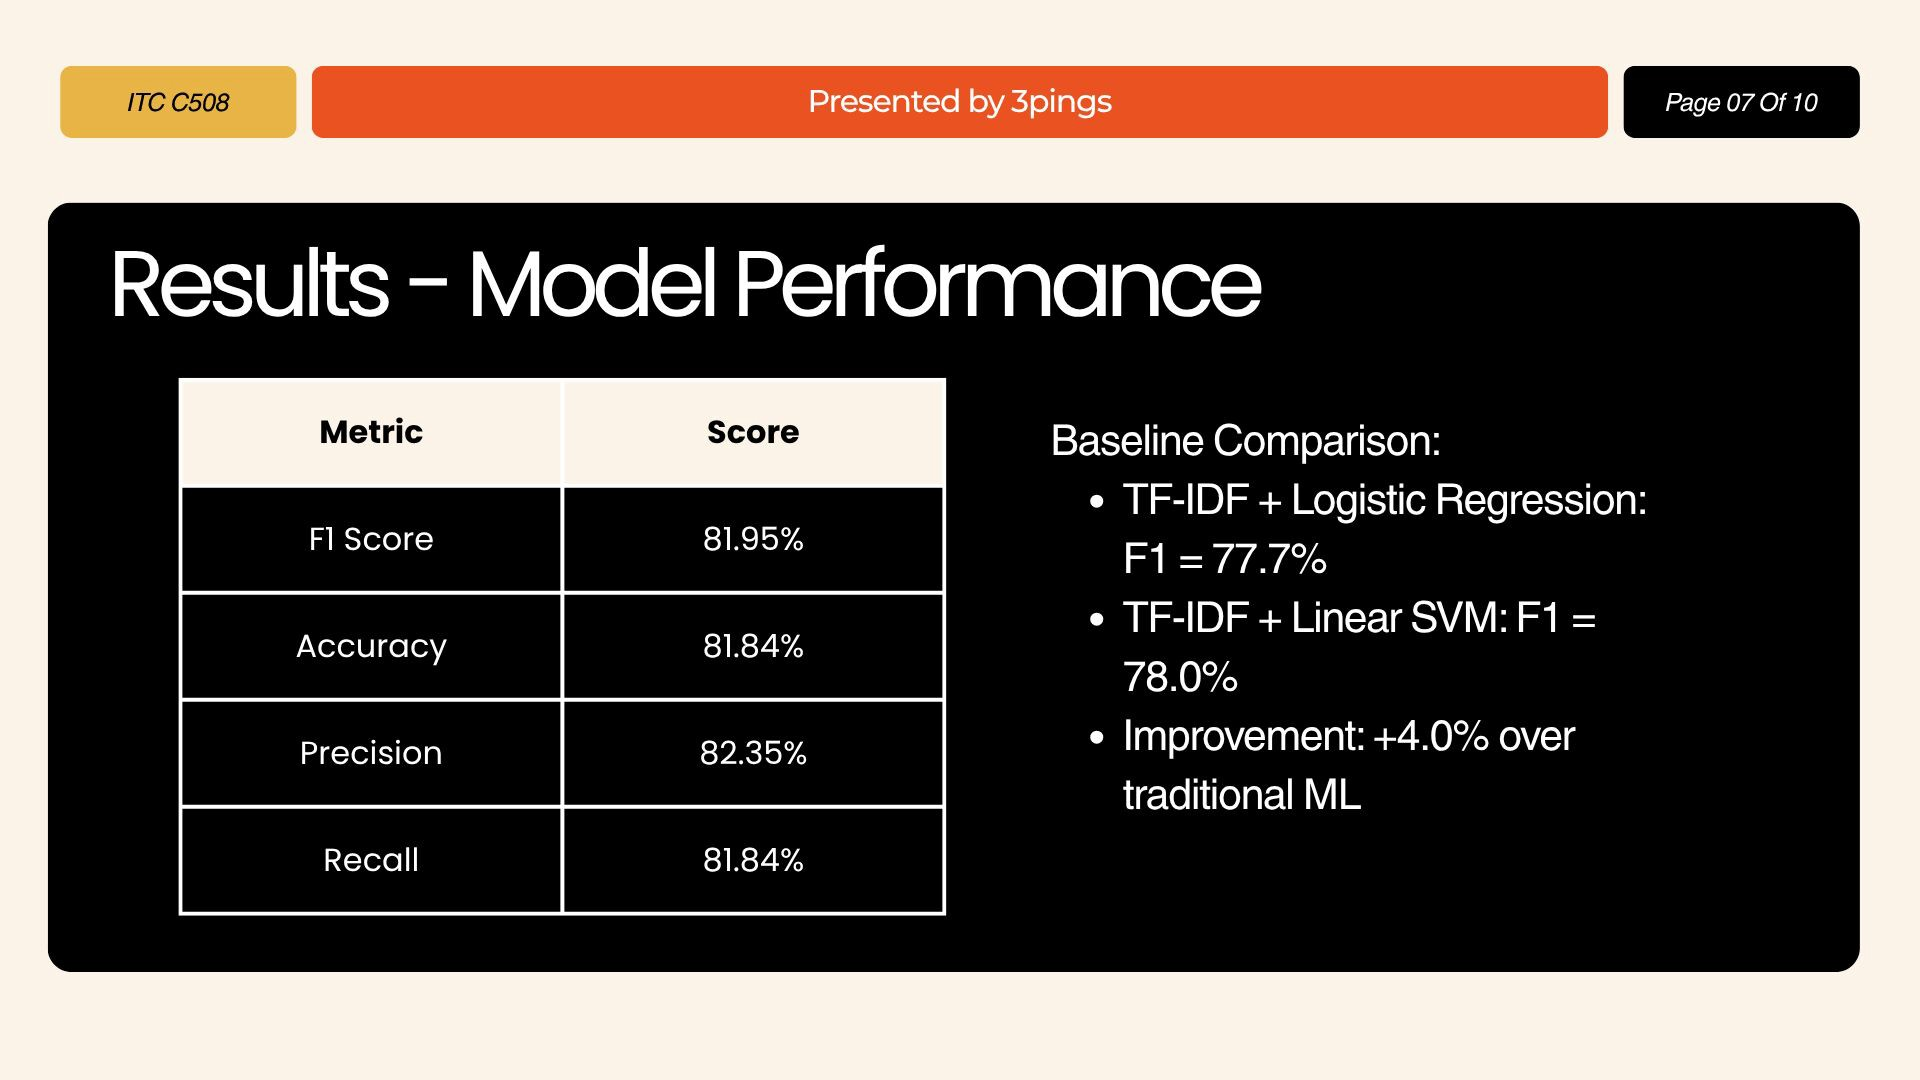 ITC C508
Presented by 3pings
Page 07 Of 10
Results - Model Performance
Metric
Score
F1 Score
81.95%
Accuracy
81.84%
Precision
82.35%
Recall
81.84%
Baseline Comparison:
• TF-IDF + Logistic Regression:
F1 = 77.7%
• TF-IDF + Linear SVM: F1 =
78.0%
• Improvement: +4.0% over
traditional ML